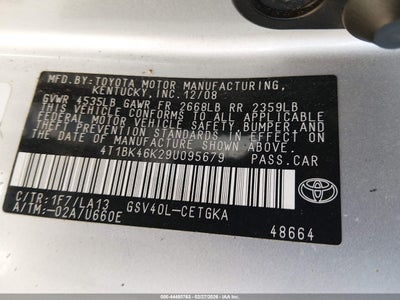 MFD.BY:TOYOTA MOTOR MANUFACTURING,
KENTUCKY,INC.12/08
GVWR 4535LB GAWR FR 2668LB RR 2359LB
THIS VEHICLE CONFORMS TO ALL APPLICABLE
FEDERAL MOTOR VEHICLE SAFETY,BUMPER,AND
THEFT PREVENTION STANDARDS IN EFFECT ON
THE DATE OF MANUFACTURE SHOWN ABOVE.
4T1BK46K29U095679 PASS.CAR
C/TR:1F7/LA13 GSV40L-CETGKA
A/TM:-02A/U660E
TOYOTA
48664